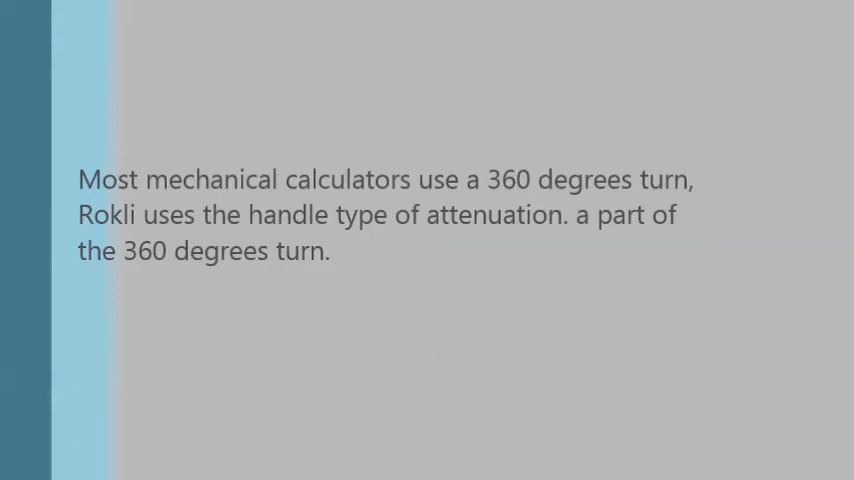 Most mechanical calculators use a 360 degrees turn,
Rokli uses the handle type of attenuation. a part of
the 360 degrees turn.